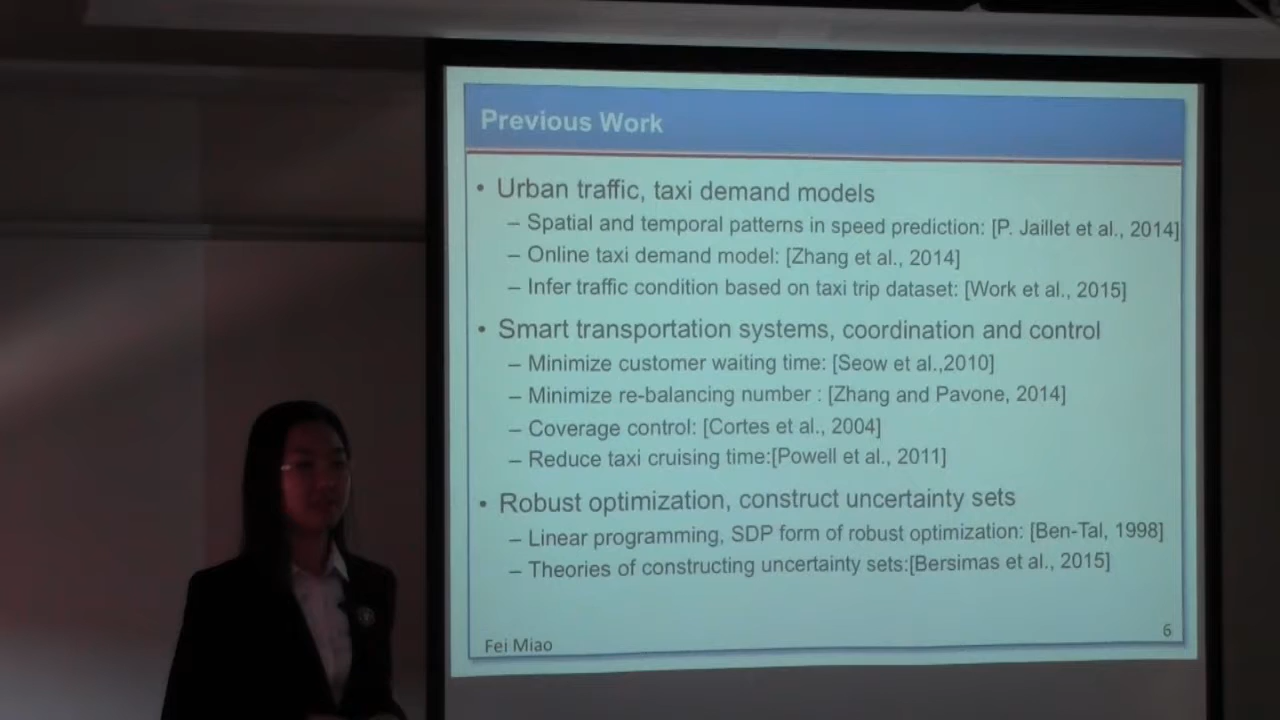 Previous Work
• Urban traffic, taxi demand models
– Spatial and temporal patterns in speed prediction: [P. Jaillet et al., 2014]
– Online taxi demand model: [Zhang et al., 2014]
– Infer traffic condition based on taxi trip dataset: [Work et al., 2015]
• Smart transportation systems, coordination and control
– Minimize customer waiting time: [Seow et al.,2010]
– Minimize re-balancing number : [Zhang and Pavone, 2014]
– Coverage control: [Cortes et al., 2004]
– Reduce taxi cruising time:[Powell et al., 2011]
• Robust optimization, construct uncertainty sets
– Linear programming, SDP form of robust optimization: [Ben-Tal, 1998]
– Theories of constructing uncertainty sets:[Bersimas et al., 2015]
Fei Miao
6